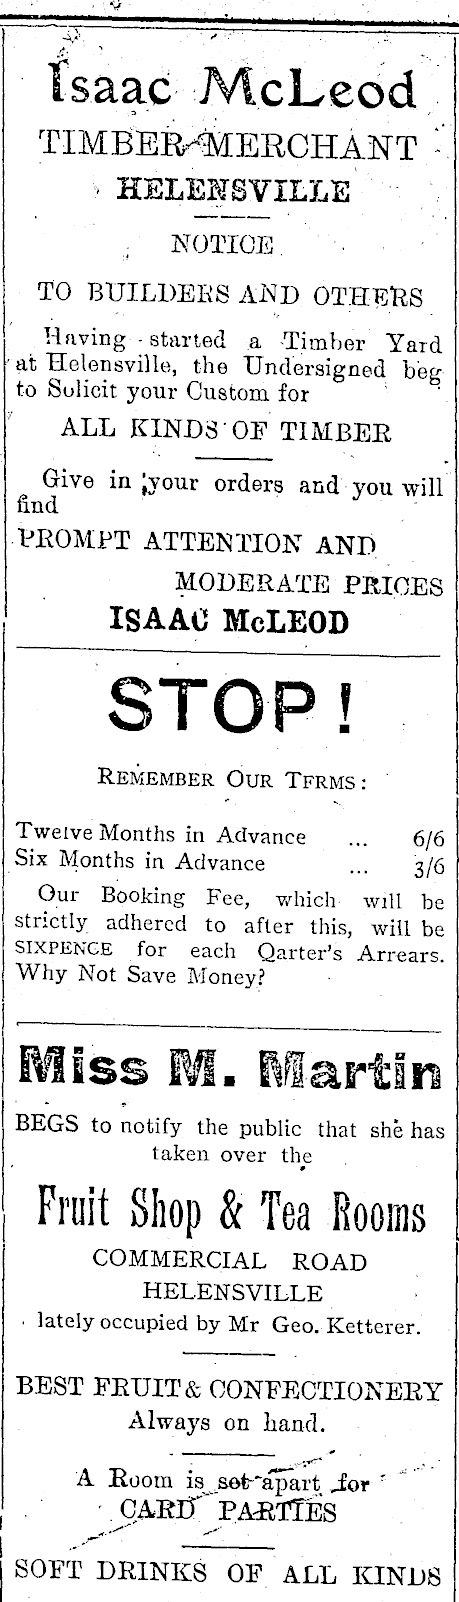 Isaac McLeod
TIMBER MERCHANT
HELENSVILLE
NOTICE
TO BUILDERS AND OTHERS
Having started a Timber Yard
at Helensville, the Undersigned beg
to Solicit your Custom for
ALL KINDS OF TIMBER
Give in your orders and you will
find
PROMPT ATTENTION AND
MODERATE PRICES
ISAAC McLEOD
STOP!
REMEMBER OUR TERMS:
Twelve Months in Advance ... 6/6
Six Months in Advance ... 3/6
Our Booking Fee, which will be
strictly adhered to after this, will be
SIXPENCE for each Qarter's Arrears.
Why Not Save Money?
Miss M. Martin
BEGS to notify the public that she has
taken over the
Fruit Shop & Tea Rooms
COMMERCIAL ROAD
HELENSVILLE
lately occupied by Mr Geo. Ketterer.
BEST FRUIT & CONFECTIONERY
Always on hand.
A Room is set apart for
CARD PARTIES
SOFT DRINKS OF ALL KINDS